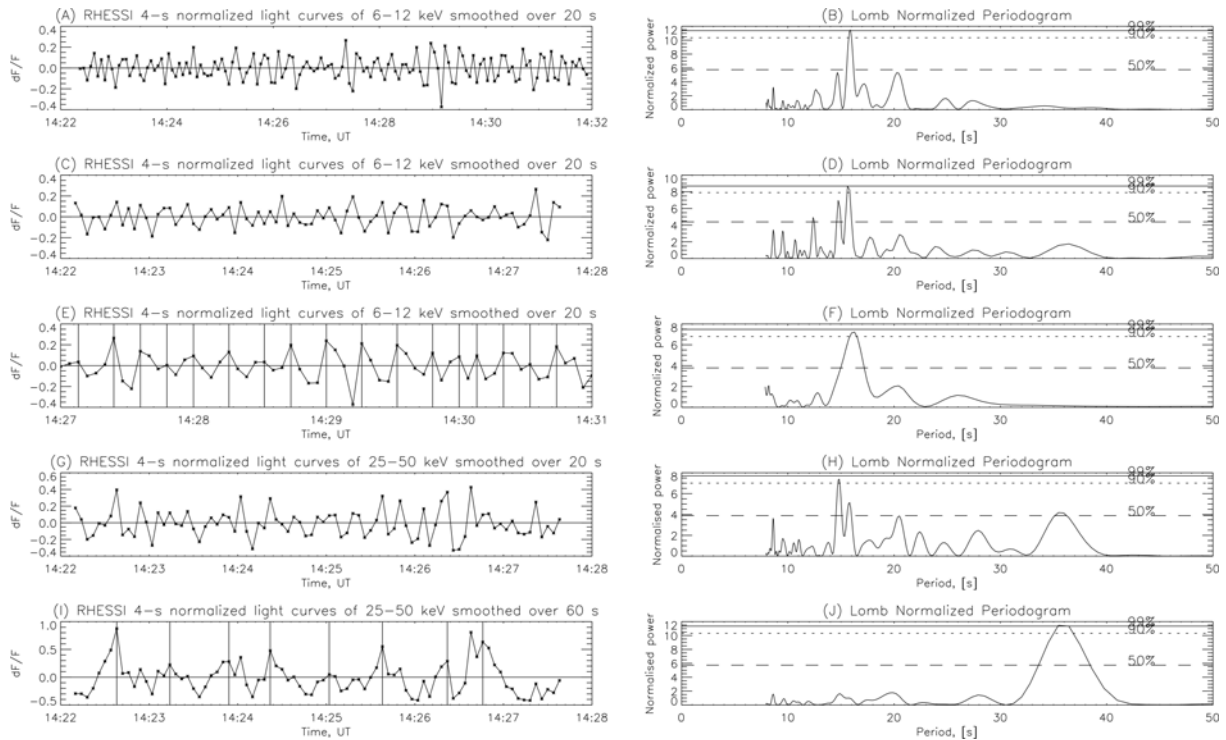 (A) RHESSI 4-s normalized light curves of 6-12 keV smoothed over 20 s
dF/F
0.4
0.2
0.0
-0.2
-0.4
14:22 14:24 14:26 14:28 14:30 14:32
Time, UT
(B) Lomb Normalized Periodogram
Normalized power
12
10
8
6
4
2
0
99%
90%
50%
0 10 20 30 40 50
Period, [s]
(C) RHESSI 4-s normalized light curves of 6-12 keV smoothed over 20 s
dF/F
0.4
0.2
0.0
-0.2
-0.4
14:22 14:23 14:24 14:25 14:26 14:27 14:28
Time, UT
(D) Lomb Normalized Periodogram
Normalized power
8
6
4
2
0
99%
90%
50%
0 10 20 30 40 50
Period, [s]
(E) RHESSI 4-s normalized light curves of 6-12 keV smoothed over 20 s
dF/F
0.4
0.2
0.0
-0.2
-0.4
14:27 14:28 14:29 14:30 14:31
Time, UT
(F) Lomb Normalized Periodogram
Normalized power
8
6
4
2
0
99%
90%
50%
0 10 20 30 40 50
Period, [s]
(G) RHESSI 4-s normalized light curves of 25-50 keV smoothed over 20 s
dF/F
0.4
0.2
0.0
-0.2
-0.4
14:22 14:23 14:24 14:25 14:26 14:27 14:28
Time, UT
(H) Lomb Normalized Periodogram
Normalised power
8
6
4
2
0
99%
90%
50%
0 10 20 30 40 50
Period, [s]
(I) RHESSI 4-s normalized light curves of 25-50 keV smoothed over 60 s
dF/F
1.0
0.5
0.0
-0.5
14:22 14:23 14:24 14:25 14:26 14:27 14:28
Time, UT
(J) Lomb Normalized Periodogram
Normalised power
12
10
8
6
4
2
0
99%
90%
50%
0 10 20 30 40 50
Period, [s]